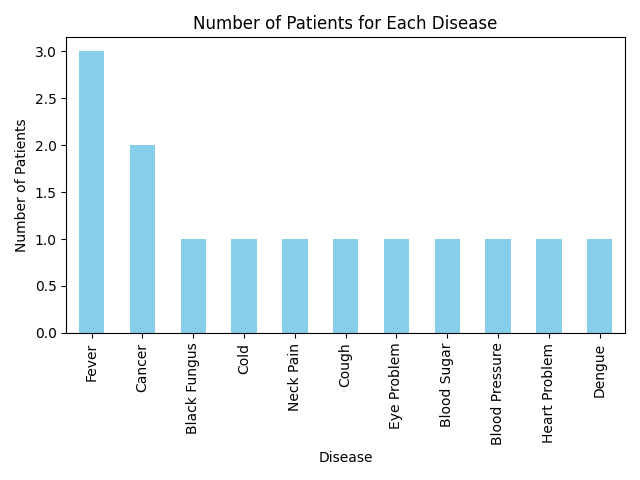 Number of Patients for Each Disease
Number of Patients
3.0
2.5
2.0
1.5
1.0
0.5
0.0
Fever
Cancer
Black Fungus
Cold
Neck Pain
Cough
Eye Problem
Blood Sugar
Blood Pressure
Heart Problem
Dengue
Disease